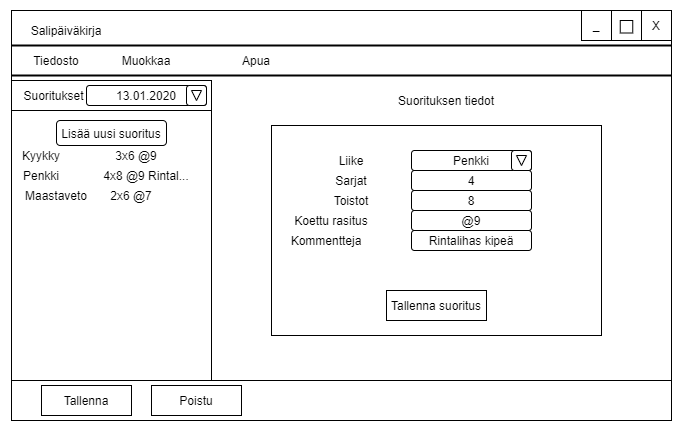 Salipäiväkirja
_ X
Tiedosto Muokkaa Apua
Suoritukset 13.01.2020
Lisää uusi suoritus
Kyykky 3x6 @9
Penkki 4x8 @9 Rintal...
Maastaveto 2x6 @7
Suorituksen tiedot
Liike Penkki
Sarjat 4
Toistot 8
Koettu rasitus @9
Kommentteja Rintalihas kipeä
Tallenna suoritus
Tallenna Poistu